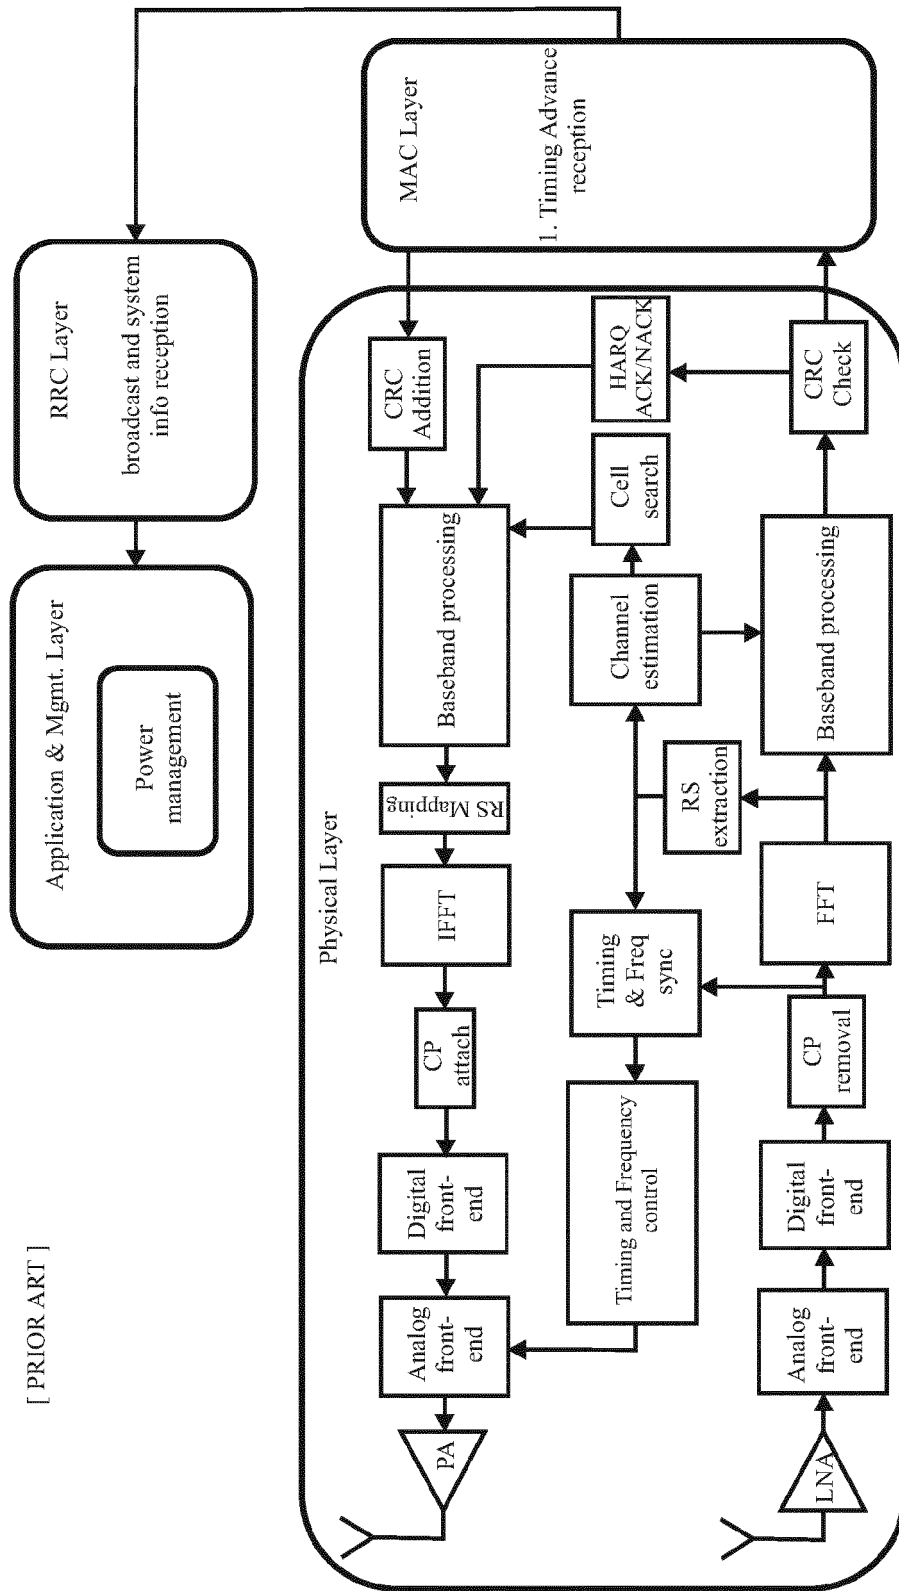 [ PRIOR ART ]
Application & Mgmt. Layer
Power
management
RRC Layer
broadcast and system
info reception
Physical Layer
PA
Analog
front-
end
Digital
front-
end
CP
attach
IFFT
RS Mapping
Baseband processing
CRC
Addition
MAC Layer
1. Timing Advance
reception
Timing and Frequency
control
Timing
& Freq
sync
RS
extraction
Channel
estimation
Cell
search
HARQ
ACK/NACK
LNA
Analog
front-
end
Digital
front-
end
CP
removal
FFT
Baseband processing
CRC
Check